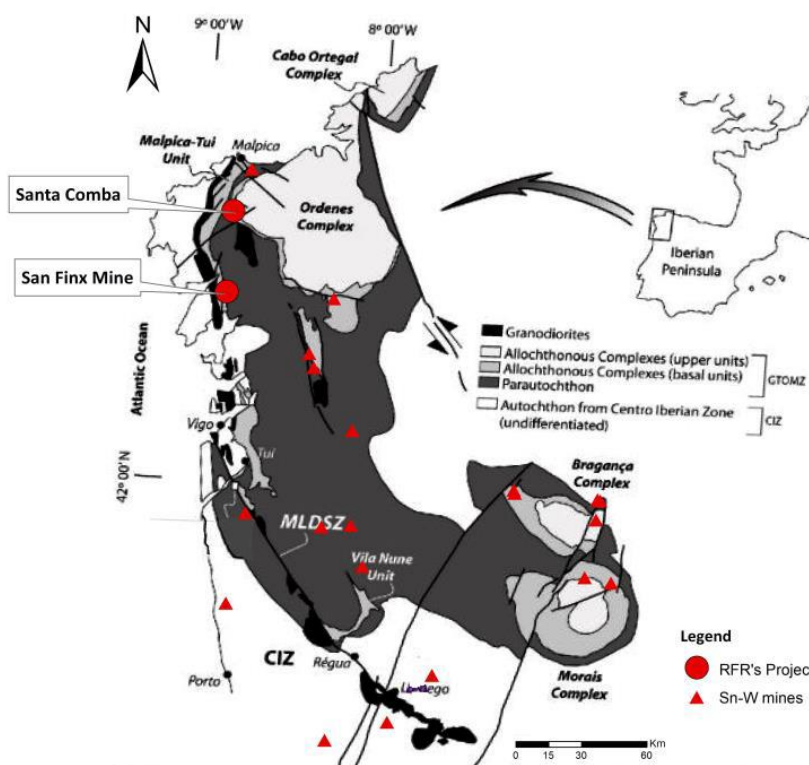 9º 00'W
8º 00'W
N
Cabo Ortegal
Complex
Malpica-Tui
Unit
Malpica
Santa Comba
Ordenes
Complex
San Finx Mine
Iberian
Peninsula
Atlantic Ocean
Granodiorites
Allochthonous Complexes (upper units)
Allochthonous Complexes (basal units)
Parautochthon
GTOMZ
Autochthon from Centro Iberian Zone
(undifferentiated)
CIZ
Vigo
Tui
42º 00'N
Bragança
Complex
MLDSZ
Vila Nune
Unit
CIZ
Régua
Porto
Morais
Complex
Legend
RFR's Projec
Sn-W mines
0 15 30 60 Km